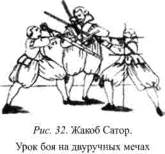 Рис. 32. Жакоб Сатор.
Урок боя на двуручных мечах